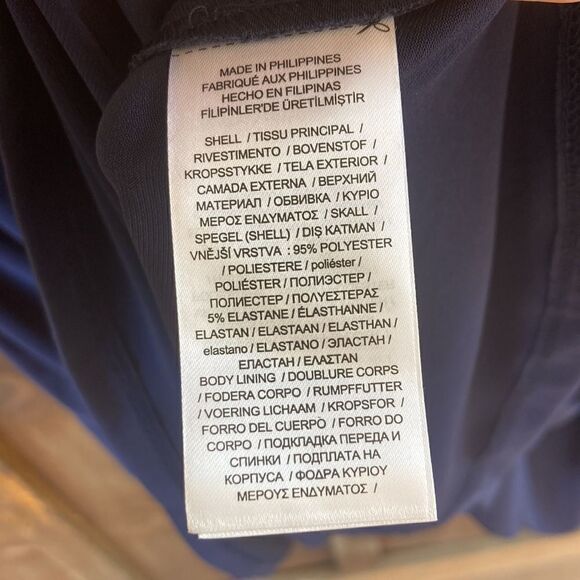 MADE IN PHILIPPINES
FABRIQUÉ AUX PHILIPPINES
HECHO EN FILIPINAS
FİLİPİNLER'DE ÜRETİLMİŞTİR
SHELL / TISSU PRINCIPAL /
RIVESTIMENTO / BOVENSTOF /
KROPSSTYKKE / TELA EXTERIOR /
CAMADA EXTERNA / ВЕРХНИЙ
МАТЕРИАЛ / ОБВИВКА / ΚΥΡΙΟ
ΜΕΡΟΣ ΕΝΔΥΜΑΤΟΣ / SKALL /
SPEGEL (SHELL) / DIŞ KATMAN /
VNĚJŠÍ VRSTVA : 95% POLYESTER
/ POLIESTERE / poliéster /
POLIÉSTER / ПОЛИЭСТЕР /
ПОЛИЕСТЕР / ΠΟΛΥΕΣΤΕΡΑΣ
5% ELASTANE / ÉLASTHANNE /
ELASTAN / ELASTAAN / ELASTHAN /
elastano / ELASTANO / ЭЛАСТАН /
ЕЛАСТАН / ΕΛΑΣΤΑΝ
BODY LINING / DOUBLURE CORPS
/ FODERA CORPO / RUMPFFUTTER
/ VOERING LICHAAM / KROPSFOR /
FORRO DEL CUERPO / FORRO DO
CORPO / ПОДКЛАДКА ПЕРЕДА И
СПИНКИ / ПОДПЛАТА НА
КОРПУСА / ΦΟΔΡΑ ΚΥΡΙΟΥ
ΜΕΡΟΥΣ ΕΝΔΥΜΑΤΟΣ /